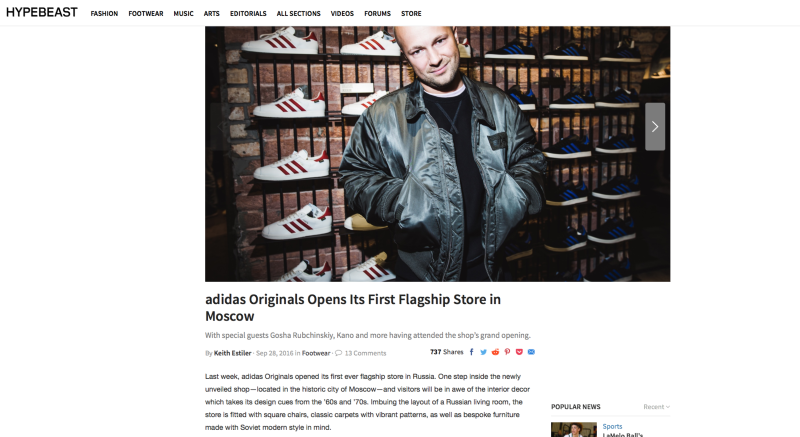 HYPEBEAST FASHION FOOTWEAR MUSIC ARTS EDITORIALS ALL SECTIONS VIDEOS FORUMS STORE
adidas Originals Opens Its First Flagship Store in
Moscow
With special guests Gosha Rubchinskiy, Kano and more having attended the shop's grand opening.
By Keith Estiler · Sep 28, 2016 in Footwear · 13 Comments 737 Shares
Last week, adidas Originals opened its first ever flagship store in Russia. One step inside the newly
unveiled shop—located in the historic city of Moscow—and visitors will be in awe of the interior decor
which takes its design cues from the '60s and '70s. Imbuing the layout of a Russian living room, the
store is fitted with square chairs, classic carpets with vibrant patterns, as well as bespoke furniture
made with Soviet modern style in mind.
POPULAR NEWS Recent
Sports
LaMelo Ball's